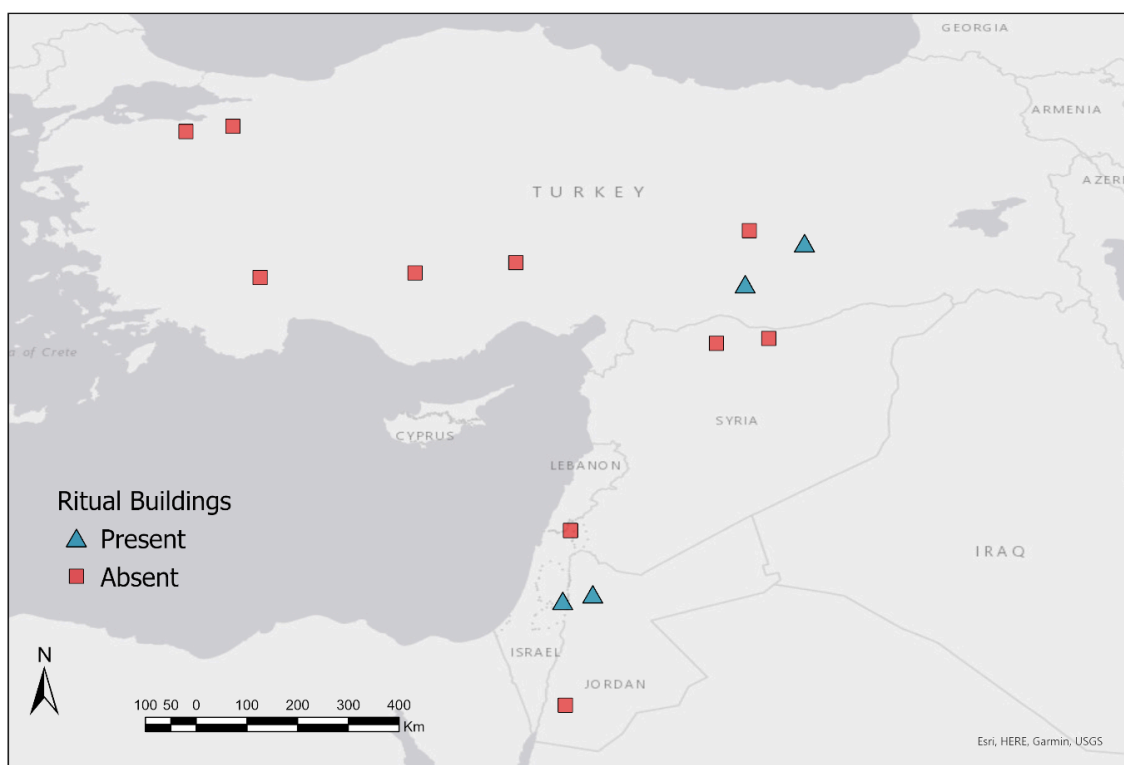 GEORGIA
ARMENIA
AZER
TURKEY
a of Crete
CYPRUS
SYRIA
LEBANON
IRAQ
ISRAEL
JORDAN
Ritual Buildings
Present
Absent
N
100 50 0 100 200 300 400
Km
Esri, HERE, Garmin, USGS